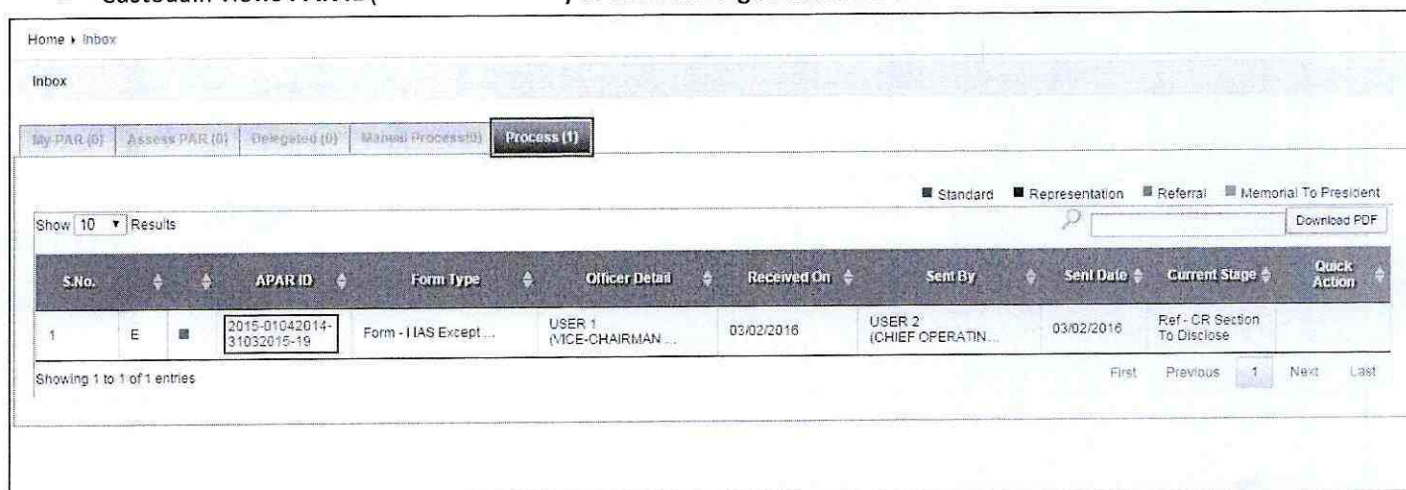 Home ▸ Inbox
Inbox
My PAR (0) Assess PAR (0) Delegated (0) Manual Process(0) Process (1)
Standard Representation Referral Memorial To President
Show 10 Results Download PDF
S.No. APAR ID Form Type Officer Detail Received On Sent By Sent Date Current Stage Quick Action
1 E 2015-01042014-31032015-19 Form - I IAS Except ... USER 1 (VICE-CHAIRMAN ... 03/02/2016 USER 2 (CHIEF OPERATIN... 03/02/2016 Ref - CR Section To Disclose
Showing 1 to 1 of 1 entries First Previous 1 Next Last